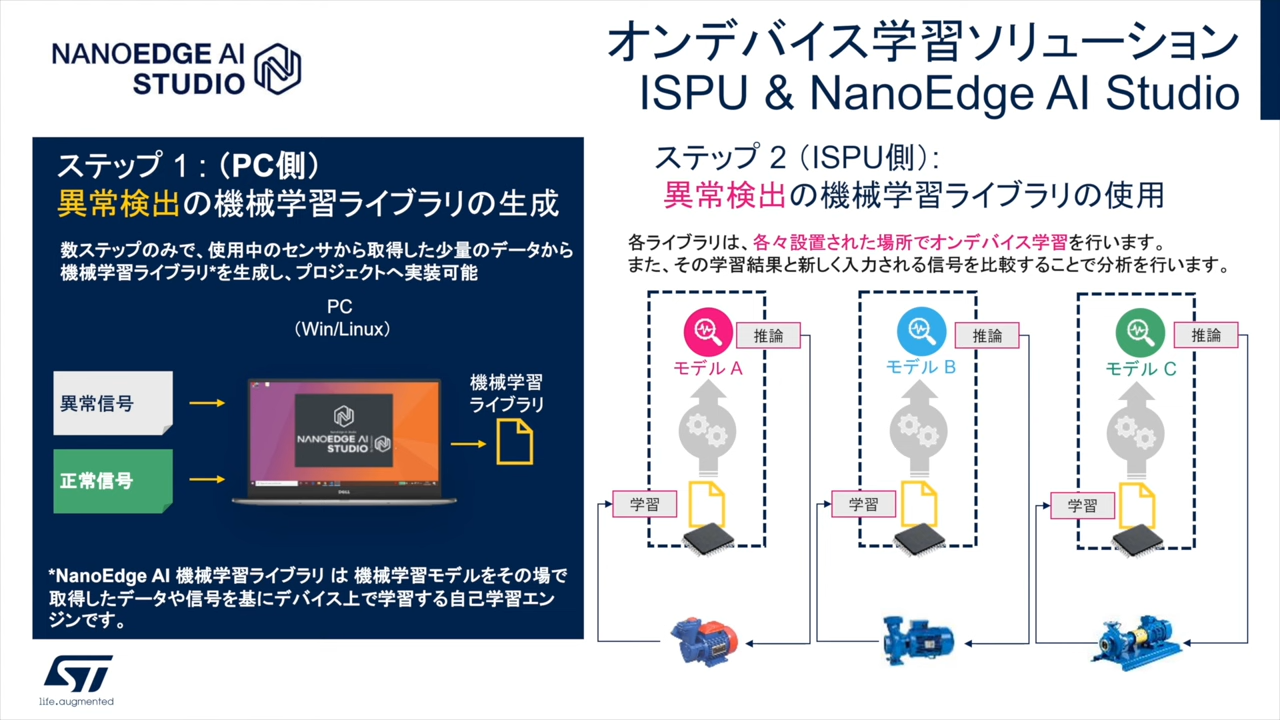 NANOEDGE AI
STUDIO
オンデバイス学習ソリューション
ISPU & NanoEdge AI Studio
ステップ 1 : （PC側）
異常検出の機械学習ライブラリの生成
数ステップのみで、使用中のセンサから取得した少量のデータから
機械学習ライブラリ*を生成し、プロジェクトへ実装可能
PC
（Win/Linux）
異常信号
正常信号
NANOEDGE AI
STUDIO
DELL
機械学習
ライブラリ
*NanoEdge AI 機械学習ライブラリ は 機械学習モデルをその場で
取得したデータや信号を基にデバイス上で学習する自己学習エン
ジンです。
ステップ 2（ISPU側）:
異常検出の機械学習ライブラリの使用
各ライブラリは、各々設置された場所でオンデバイス学習を行います。
また、その学習結果と新しく入力される信号を比較することで分析を行います。
推論
モデル A
学習
推論
モデル B
学習
推論
モデル C
学習
ST
life.augmented